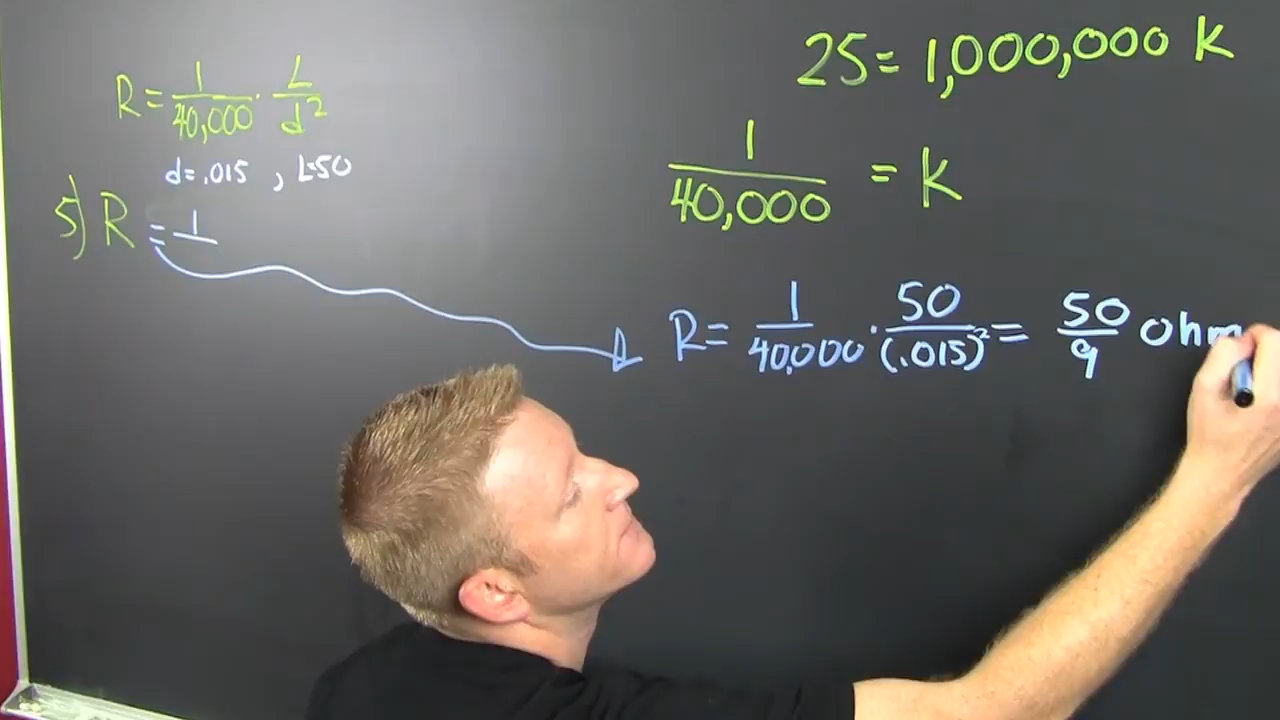 R = 1/40,000 · L/d²
d=.015 , L=50
5) R = 1
25 = 1,000,000 K
1/40,000 = K
R = 1/40,000 · 50/(.015)² = 50/9 ohm